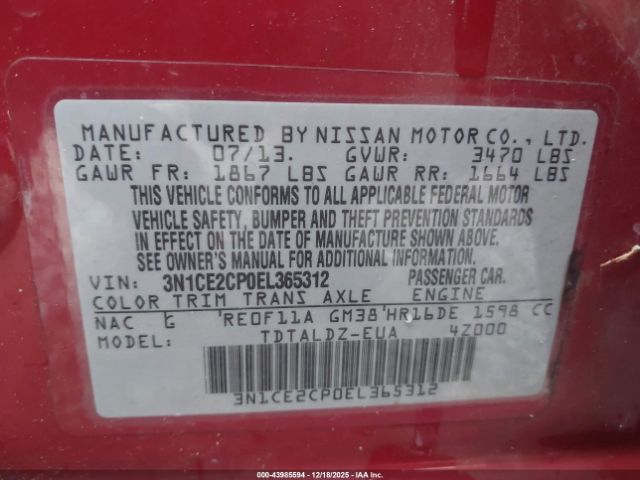 MANUFACTURED BY NISSAN MOTOR CO., LTD.
DATE: 07/13. GVWR: 3470 LBS
GAWR FR: 1867 LBS GAWR RR: 1664 LBS
THIS VEHICLE CONFORMS TO ALL APPLICABLE FEDERAL MOTOR
VEHICLE SAFETY, BUMPER AND THEFT PREVENTION STANDARDS
IN EFFECT ON THE DATE OF MANUFACTURE SHOWN ABOVE.
SEE OWNER'S MANUAL FOR ADDITIONAL INFORMATION.
VIN: 3N1CE2CP0EL365312 PASSENGER CAR.
COLOR TRIM TRANS AXLE ENGINE
NAC G RE0F11A GM38 HR16DE 1598 CC
TDTALDZ-EUA 4Z000
3N1CE2CP0EL365312
000-43985594 | 12/18/2025 - IAAI.COM